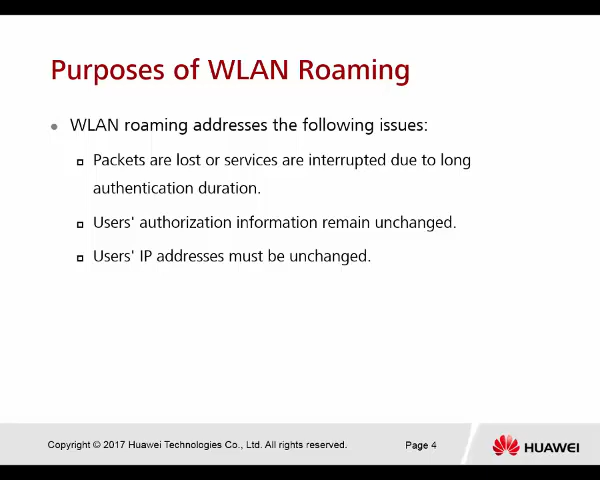 Purposes of WLAN Roaming
WLAN roaming addresses the following issues:
Packets are lost or services are interrupted due to long
authentication duration.
Users' authorization information remain unchanged.
Users' IP addresses must be unchanged.
Copyright © 2017 Huawei Technologies Co., Ltd. All rights reserved.
Page 4
HUAWEI